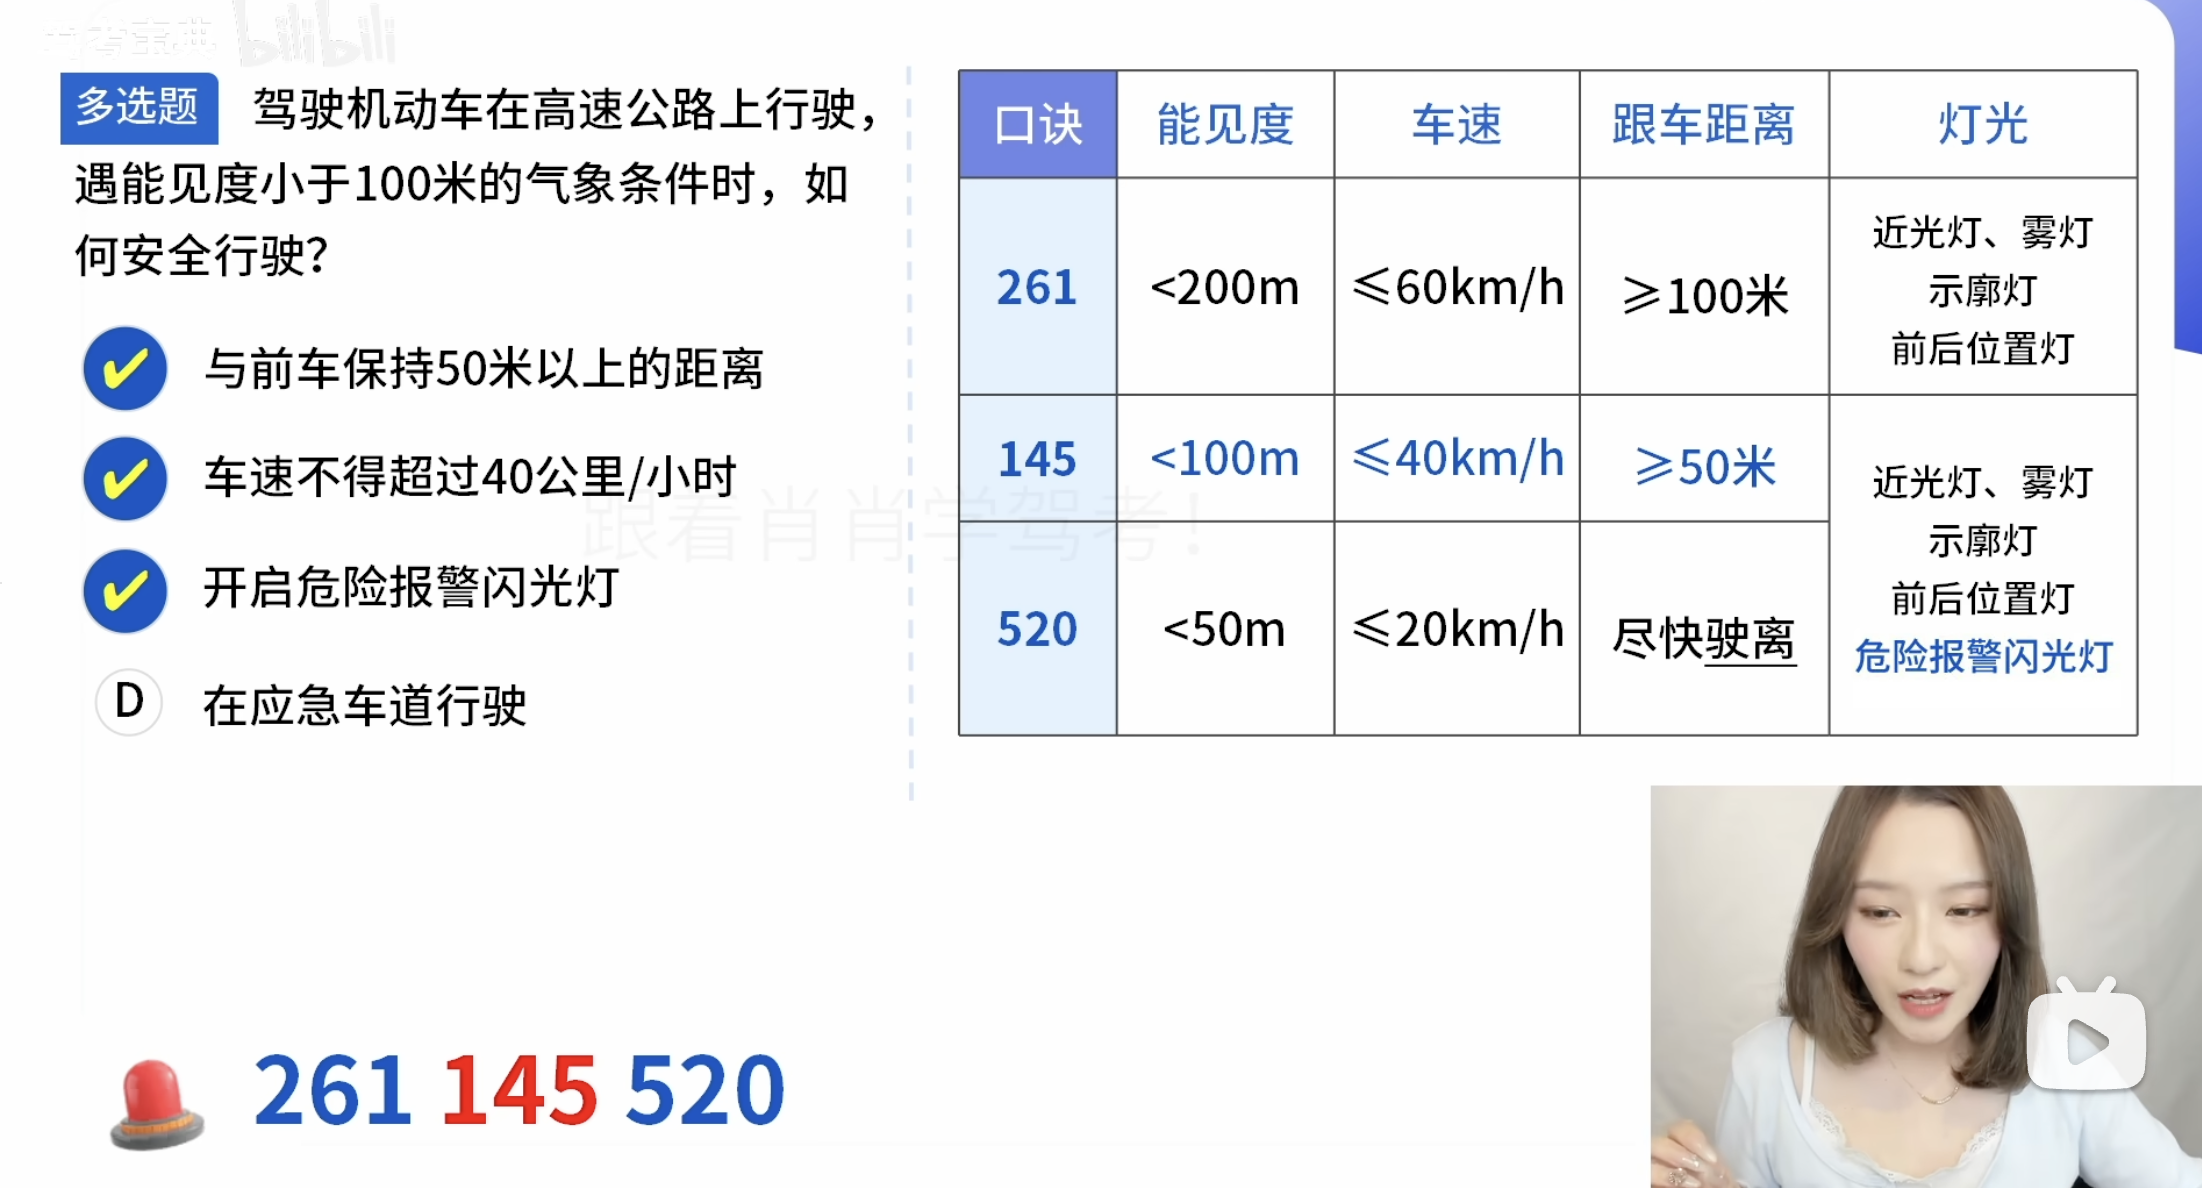 驾考宝典 bilibili
多选题 驾驶机动车在高速公路上行驶，
遇能见度小于100米的气象条件时，如
何安全行驶？
与前车保持50米以上的距离
车速不得超过40公里/小时
开启危险报警闪光灯
D 在应急车道行驶
口诀 能见度 车速 跟车距离 灯光
261 <200m ≤60km/h ≥100米
近光灯、雾灯
示廓灯
前后位置灯
145 <100m ≤40km/h ≥50米
520 <50m ≤20km/h 尽快驶离
近光灯、雾灯
示廓灯
前后位置灯
危险报警闪光灯
跟着肖肖学驾考！
261 145 520